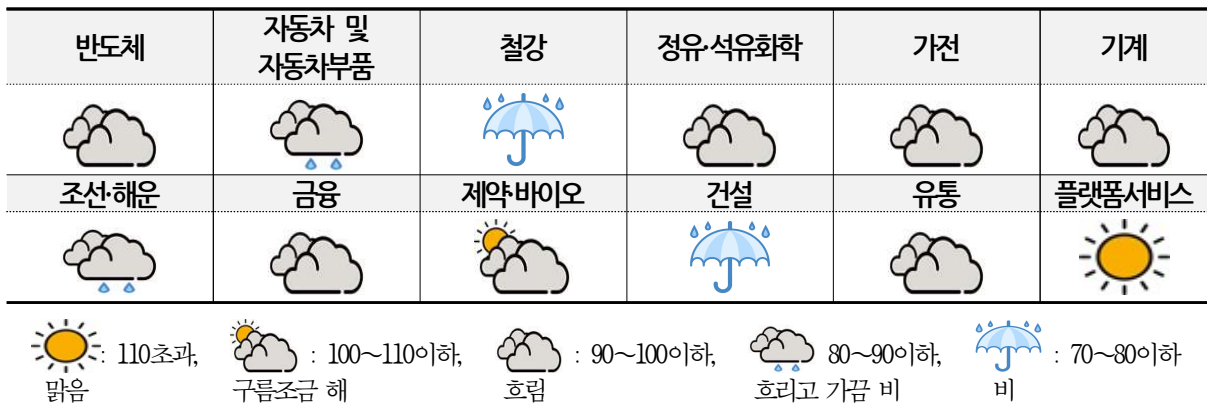 반도체
자동차 및
자동차부품
철강
정유·석유화학
가전
기계
조선·해운
금융
제약·바이오
건설
유통
플랫폼서비스
: 110초과,
맑음
: 100~110이하,
구름조금 해
: 90~100이하,
흐림
80~90이하,
흐리고 가끔 비
: 70~80이하
비